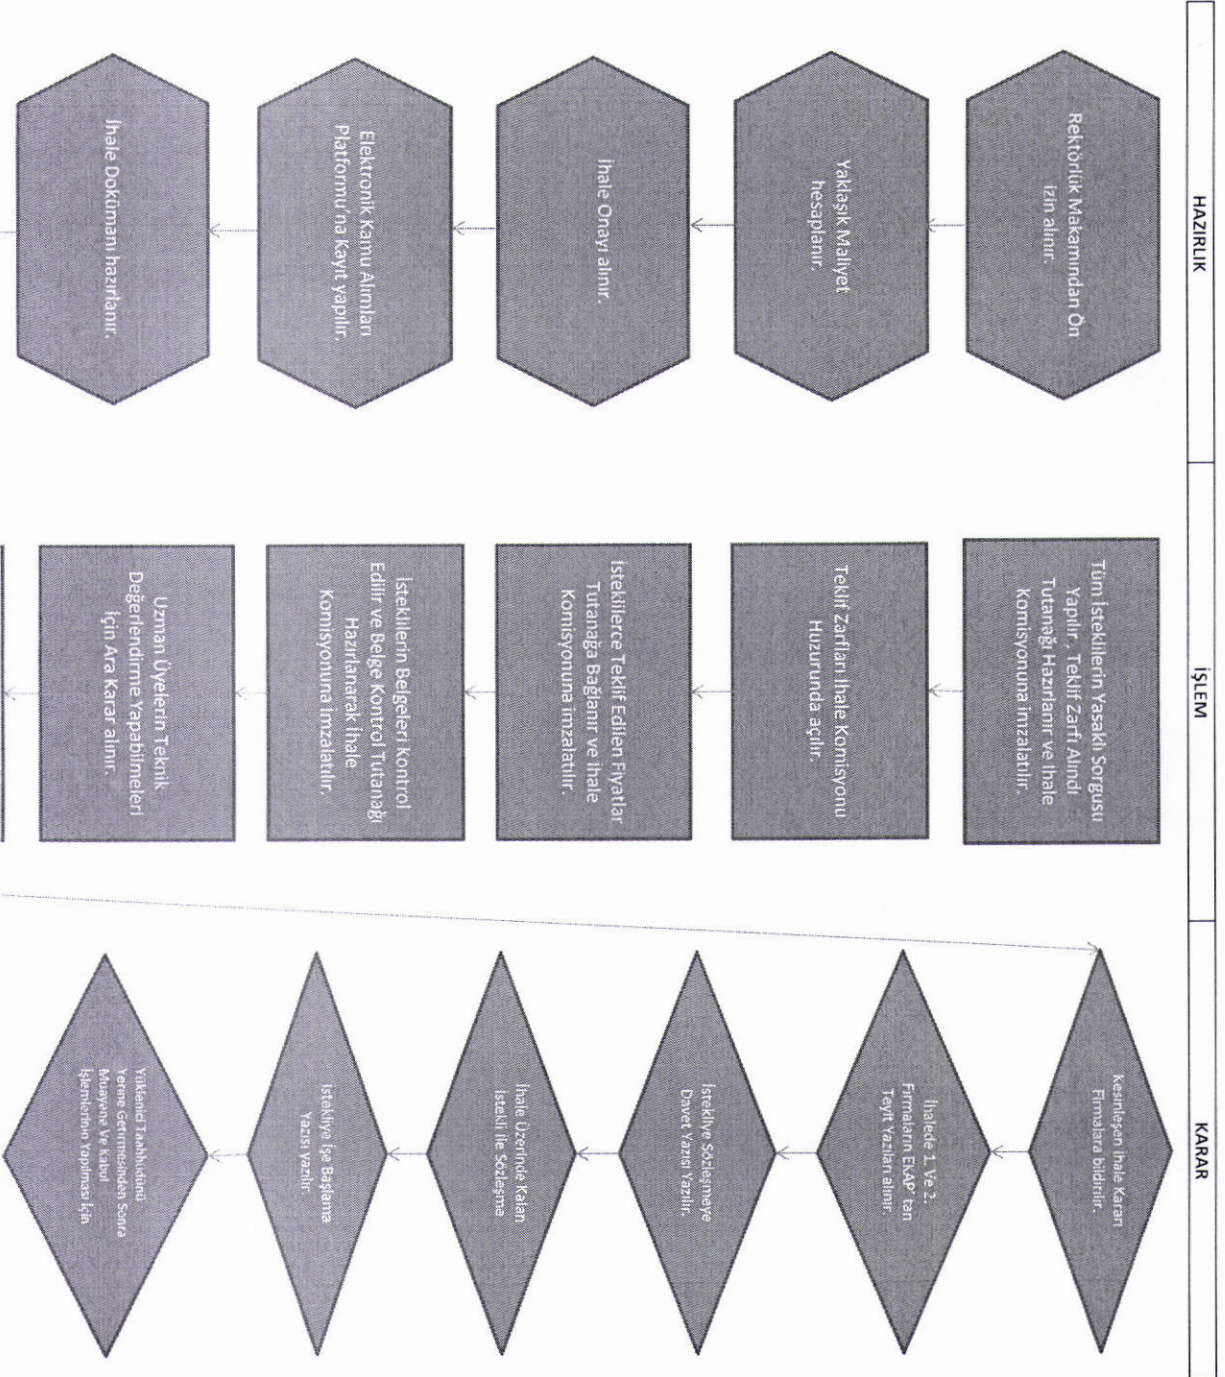 HAZIRLIK
İŞLEM
KARAR
Rektörlük Makamından Ön
izin alınır.
Yaklaşık Maliyet
hesaplanır.
İhale Onayı alınır.
Elektronik Kamu Alımları
Platformu'na Kayıt yapılır.
İhale Dokümanı hazırlanır.
Tüm İsteklilerin Yasaklı Sorgusu
Yapılır, Teklif Zarfı Alındı
Tutanağı Hazırlanır ve İhale
Komisyonuna imzalatılır.
Teklif Zarfları İhale Komisyonu
Huzurunda açılır.
İsteklilerce Teklif Edilen Fiyatlar
Tutanağa Bağlanır ve İhale
Komisyonuna imzalatılır.
İsteklilerin Belgeleri Kontrol
Edilir ve Belge Kontrol Tutanağı
Hazırlanarak İhale
Komisyonuna İmzalatılır.
Uzman Üyelerin Teknik
Değerlendirme Yapabilmeleri
İçin Ara Karar alınır.
Kesinleşen İhale Kararı
Firmalara bildirilir.
İhalede 1. Ve 2.
Firmaların EKAP' tan
Teyit Yazıları alınır.
İstekliye Sözleşmeye
Davet Yazısı Yazılır.
İhale Üzerinde Kalan
İstekli ile Sözleşme
İstekliye İşe Başlama
Yazısı yazılır.
Yüklenici Taahhüdünü
Yerine Getirmesinden Sonra
Muayene Ve Kabul
İşlemlerinin Yapılması İçin